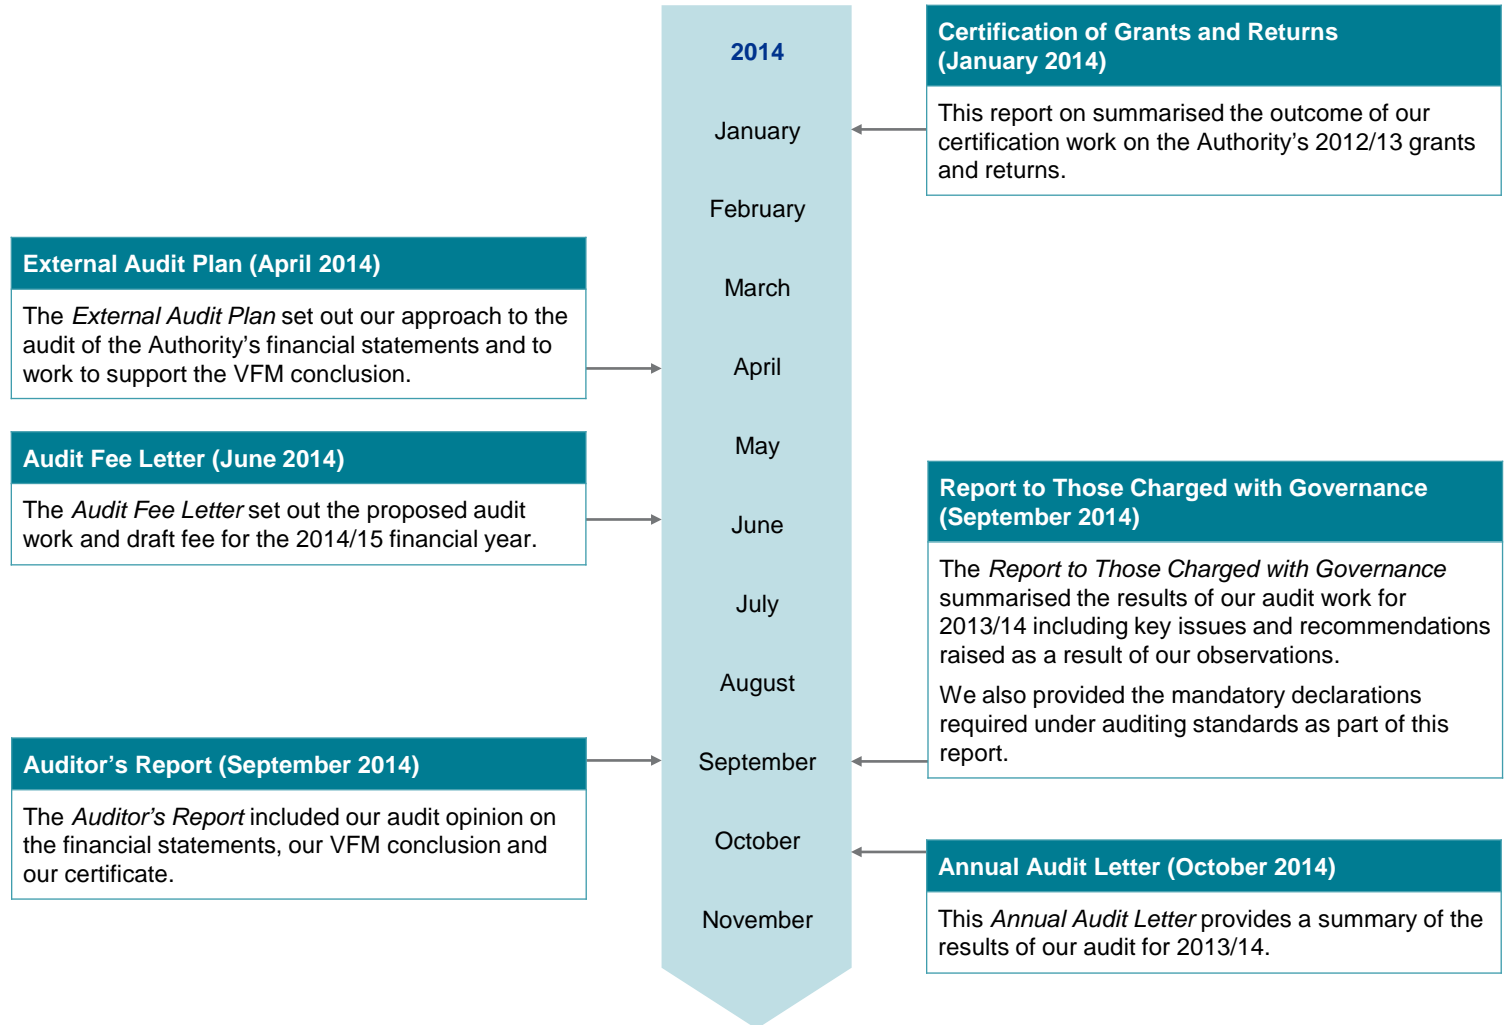 2014
January
February
March
April
May
June
July
August
September
October
November
Certification of Grants and Returns
(January 2014)
This report on summarised the outcome of our
certification work on the Authority’s 2012/13 grants
and returns.
External Audit Plan (April 2014)
The External Audit Plan set out our approach to the
audit of the Authority’s financial statements and to
work to support the VFM conclusion.
Audit Fee Letter (June 2014)
The Audit Fee Letter set out the proposed audit
work and draft fee for the 2014/15 financial year.
Report to Those Charged with Governance
(September 2014)
The Report to Those Charged with Governance
summarised the results of our audit work for
2013/14 including key issues and recommendations
raised as a result of our observations.
We also provided the mandatory declarations
required under auditing standards as part of this
report.
Auditor’s Report (September 2014)
The Auditor’s Report included our audit opinion on
the financial statements, our VFM conclusion and
our certificate.
Annual Audit Letter (October 2014)
This Annual Audit Letter provides a summary of the
results of our audit for 2013/14.